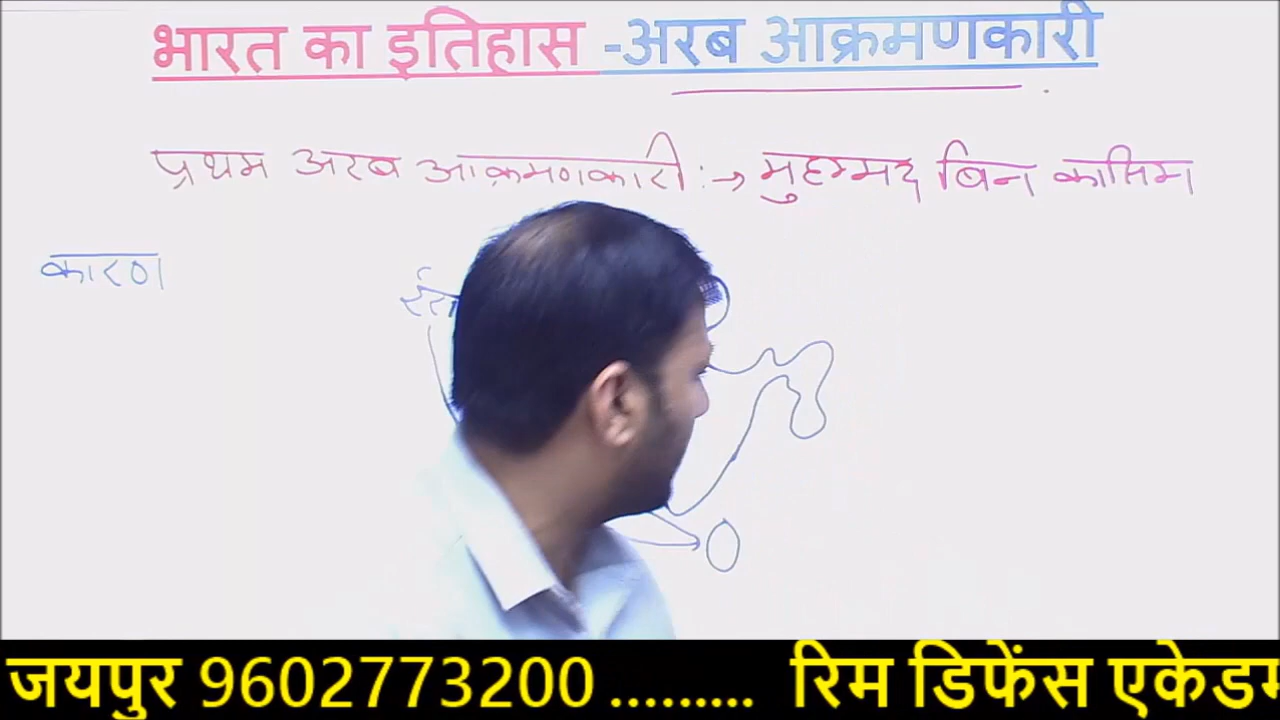 भारत का इतिहास -अरब आक्रमणकारी
प्रथम अरब आक्रमणकारी :→ मुहम्मद बिन कासिम
कारण
जयपुर 9602773200 ......... रिम डिफेंस एकेडम